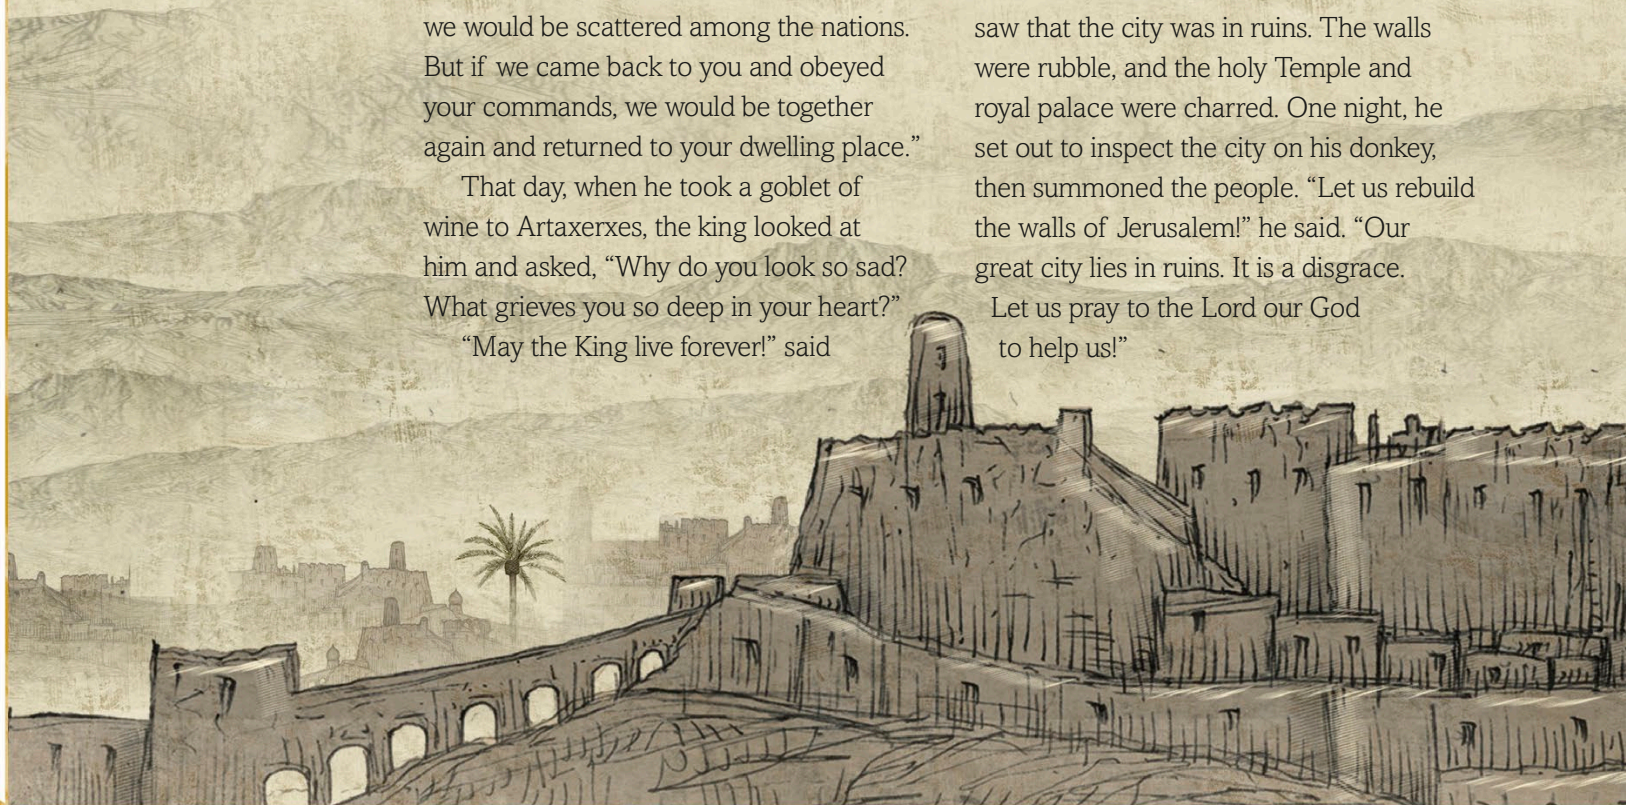 we would be scattered among the nations.
But if we came back to you and obeyed
your commands, we would be together
again and returned to your dwelling place.”
That day, when he took a goblet of
wine to Artaxerxes, the king looked at
him and asked, “Why do you look so sad?
What grieves you so deep in your heart?”
“May the King live forever!” said
saw that the city was in ruins. The walls
were rubble, and the holy Temple and
royal palace were charred. One night, he
set out to inspect the city on his donkey,
then summoned the people. “Let us rebuild
the walls of Jerusalem!” he said. “Our
great city lies in ruins. It is a disgrace.
Let us pray to the Lord our God
to help us!”